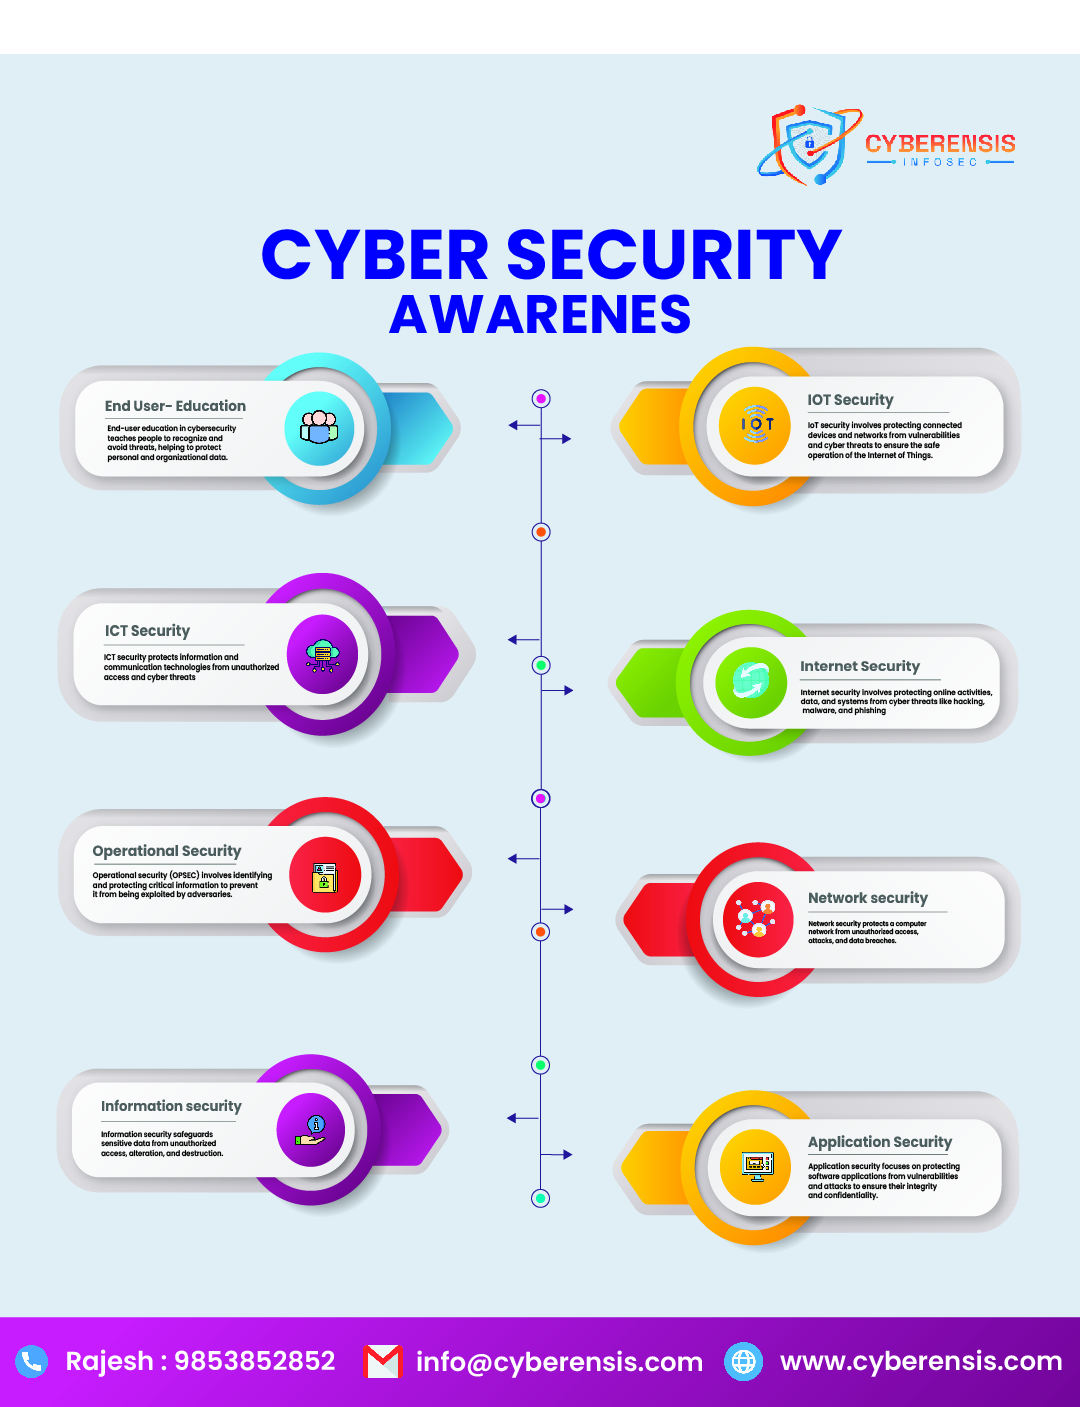 CYBERENSIS
INFOSEC
CYBER SECURITY
AWARENES
End User- Education
End-user education in cybersecurity
teaches people to recognize and
avoid threats, helping to protect
personal and organizational data.
IOT Security
IoT security involves protecting connected
devices and networks from vulnerabilities
and cyber threats to ensure the safe
operation of the Internet of Things.
IOT
ICT Security
ICT security protects information and
communication technologies from unauthorized
access and cyber threats
Internet Security
Internet security involves protecting online activities,
data, and systems from cyber threats like hacking,
malware, and phishing
Operational Security
Operational security (OPSEC) involves identifying
and protecting critical information to prevent
it from being exploited by adversaries.
Network security
Network security protects a computer
network from unauthorized access,
attacks, and data breaches.
Information security
Information security safeguards
sensitive data from unauthorized
access, alteration, and destruction.
i
Application Security
Application security focuses on protecting
software applications from vulnerabilities
and attacks to ensure their integrity
and confidentiality.
Rajesh : 9853852852
info@cyberensis.com
www.cyberensis.com